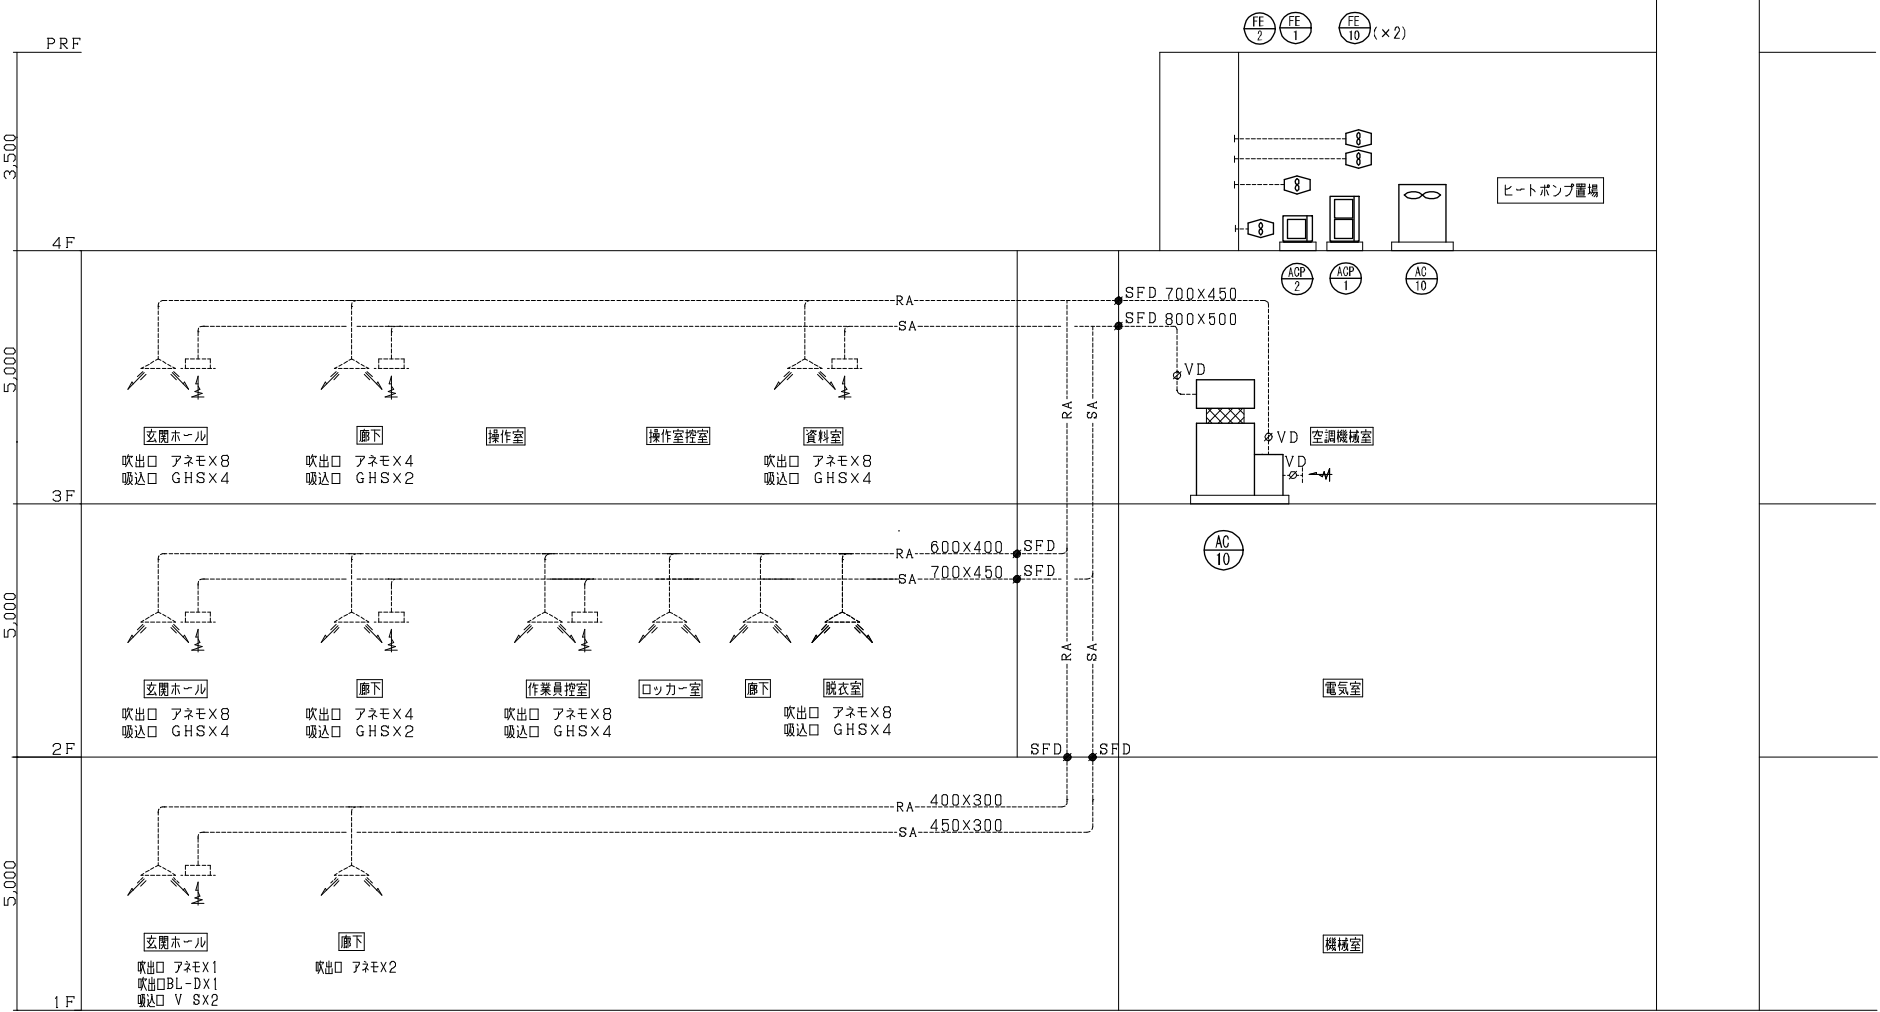 FE
2
FE
1
FE
10
(×2)
PRF
3,500
ヒートポンプ置場
4F
ACP
2
ACP
1
AC
10
RA
SFD 700X450
SA
SFD 800X500
5,000
VD
RA
SA
玄関ホール
廊下
操作室
操作室控室
資料室
VD
空調機械室
吹出口 アネモX8
吸込口 GHSX4
吹出口 アネモX4
吸込口 GHSX2
吹出口 アネモX8
吸込口 GHSX4
VD
3F
AC
10
RA
600X400
SFD
SA
700X450
SFD
5,000
RA
SA
玄関ホール
廊下
作業員控室
ロッカー室
廊下
脱衣室
電気室
吹出口 アネモX8
吸込口 GHSX4
吹出口 アネモX4
吸込口 GHSX2
吹出口 アネモX8
吸込口 GHSX4
吹出口 アネモX8
吸込口 GHSX4
2F
SFD
SFD
RA
400X300
SA
450X300
5,000
玄関ホール
廊下
機械室
吹出口 アネモX1
吹出口BL-DX1
吸込口 V SX2
吹出口 アネモX2
1F